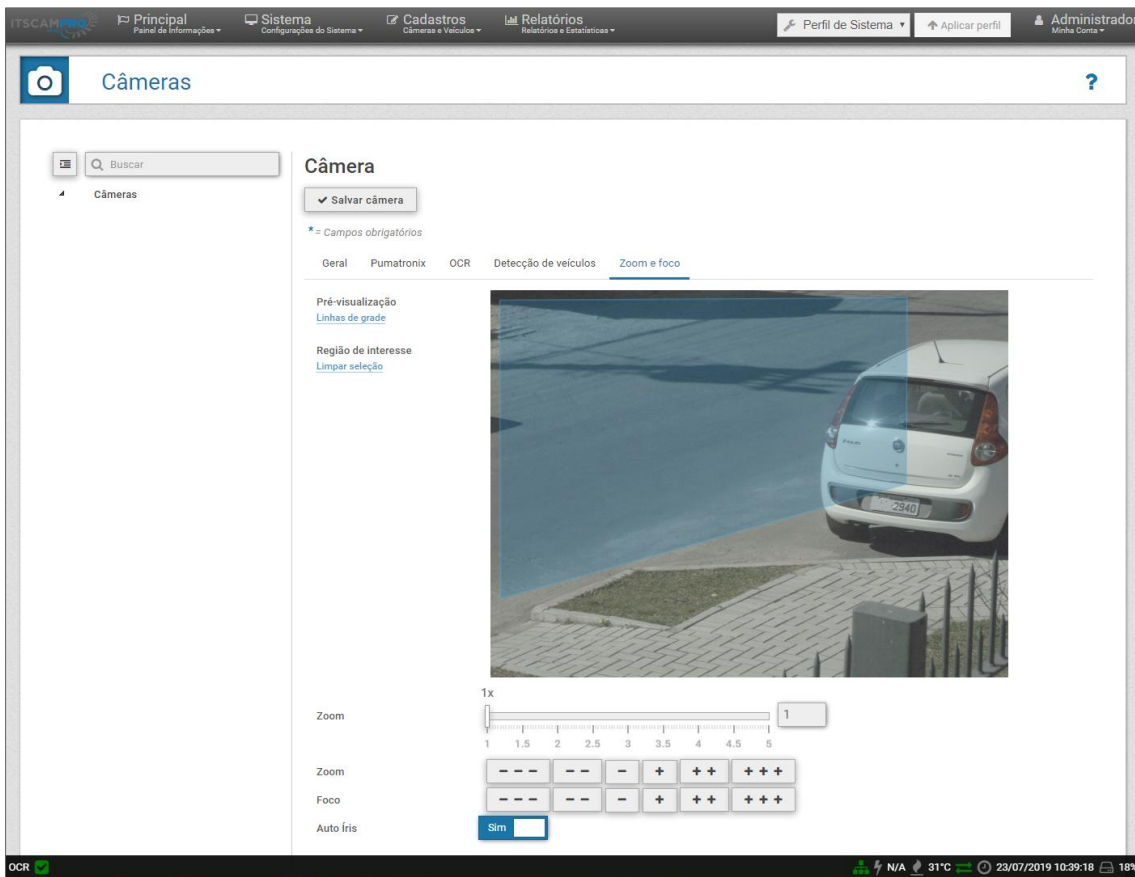 ITSCAMPRO
Principal
Painel de Informações
Sistema
Configurações do Sistema
Cadastros
Câmeras e Veículos
Relatórios
Relatórios e Estatísticas
Perfil de Sistema
Aplicar perfil
Administrador
Minha Conta
Câmeras
?
Buscar
Câmeras
Câmera
Salvar câmera
* = Campos obrigatórios
Geral Pumatronix OCR Detecção de veículos Zoom e foco
Pré-visualização
Linhas de grade
Região de interesse
Limpar seleção
2940
1x
Zoom
1
1 1.5 2 2.5 3 3.5 4 4.5 5
Zoom - - - - - - + + + + + +
Foco - - - - - - + + + + + +
Auto Íris Sim
OCR N/A 31°C 23/07/2019 10:39:18 18%